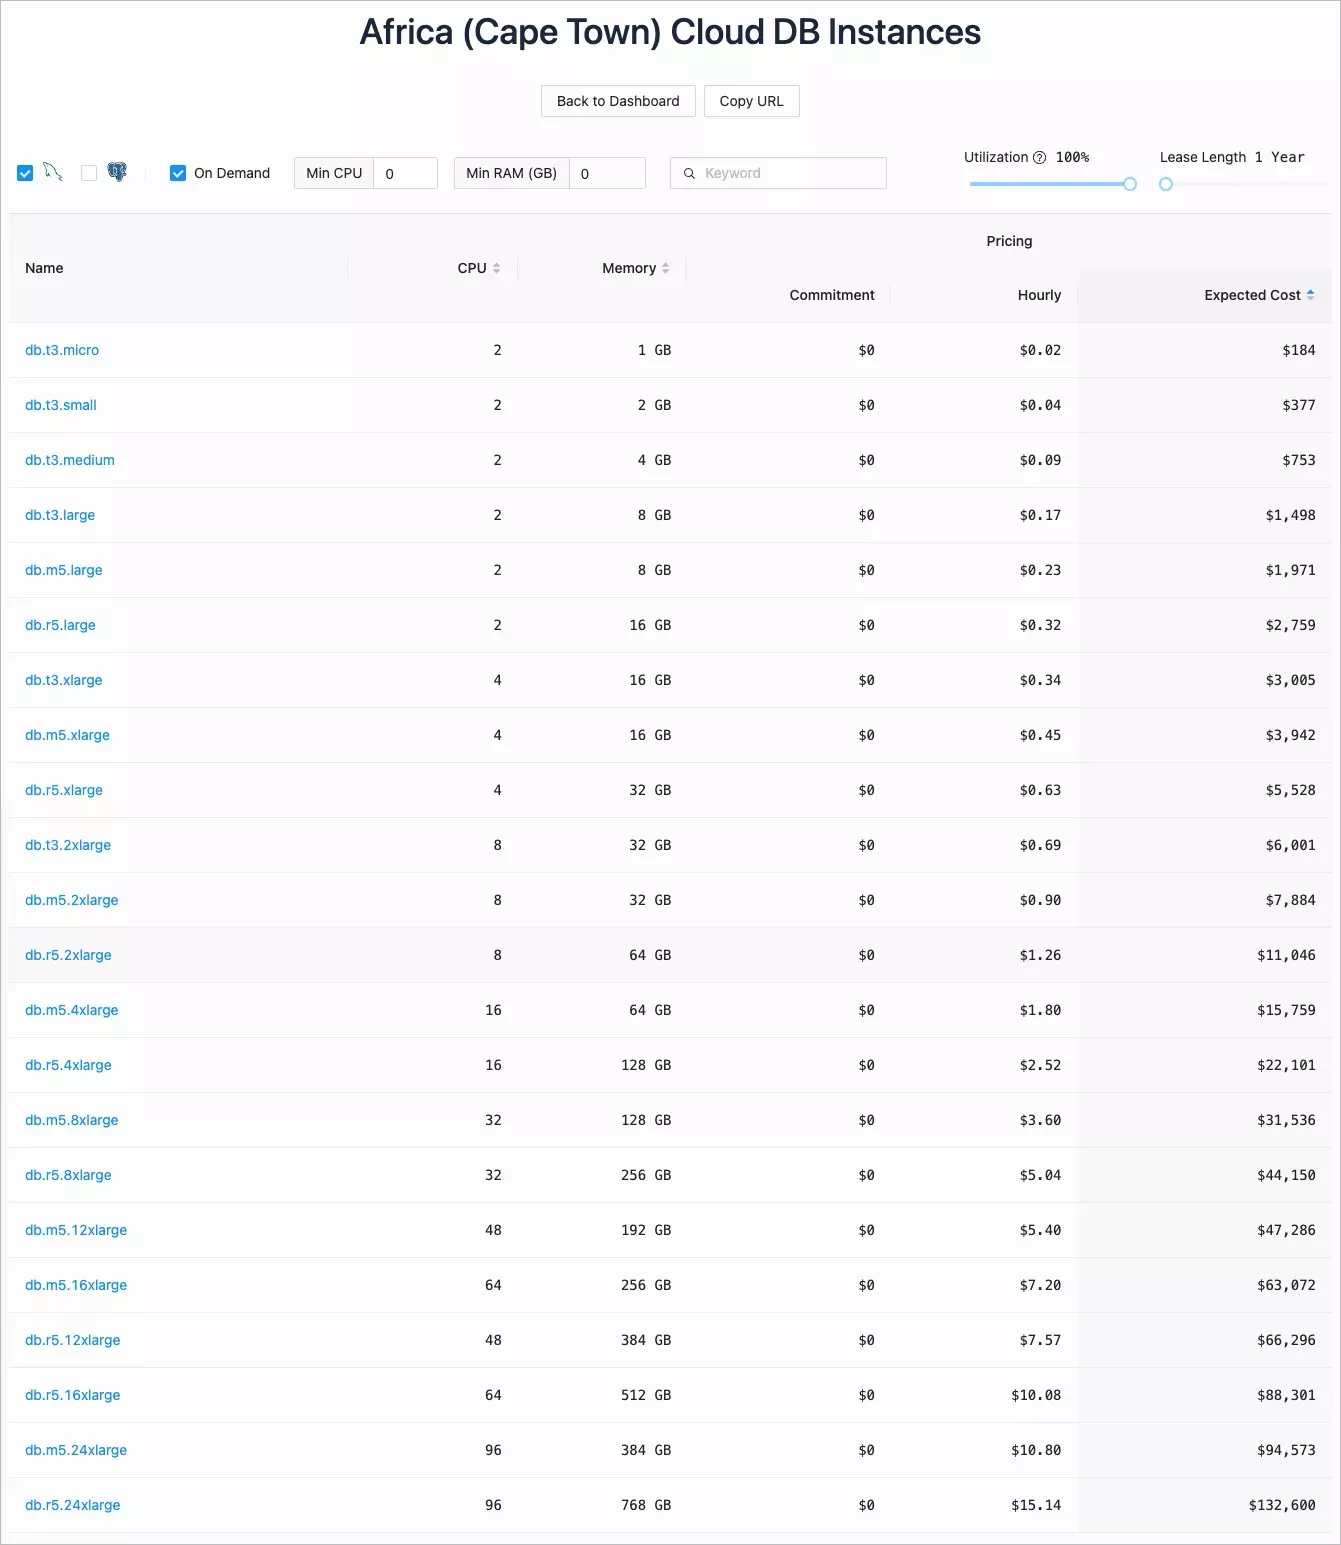 Africa (Cape Town) Cloud DB Instances
Back to Dashboard Copy URL
On Demand Min CPU 0 Min RAM (GB) 0 Keyword Utilization 100% Lease Length 1 Year
Pricing
Name CPU Memory
Commitment Hourly Expected Cost
db.t3.micro 2 1 GB $0 $0.02 $184
db.t3.small 2 2 GB $0 $0.04 $377
db.t3.medium 2 4 GB $0 $0.09 $753
db.t3.large 2 8 GB $0 $0.17 $1,498
db.m5.large 2 8 GB $0 $0.23 $1,971
db.r5.large 2 16 GB $0 $0.32 $2,759
db.t3.xlarge 4 16 GB $0 $0.34 $3,005
db.m5.xlarge 4 16 GB $0 $0.45 $3,942
db.r5.xlarge 4 32 GB $0 $0.63 $5,528
db.t3.2xlarge 8 32 GB $0 $0.69 $6,001
db.m5.2xlarge 8 32 GB $0 $0.90 $7,884
db.r5.2xlarge 8 64 GB $0 $1.26 $11,046
db.m5.4xlarge 16 64 GB $0 $1.80 $15,759
db.r5.4xlarge 16 128 GB $0 $2.52 $22,101
db.m5.8xlarge 32 128 GB $0 $3.60 $31,536
db.r5.8xlarge 32 256 GB $0 $5.04 $44,150
db.m5.12xlarge 48 192 GB $0 $5.40 $47,286
db.m5.16xlarge 64 256 GB $0 $7.20 $63,072
db.r5.12xlarge 48 384 GB $0 $7.57 $66,296
db.r5.16xlarge 64 512 GB $0 $10.08 $88,301
db.m5.24xlarge 96 384 GB $0 $10.80 $94,573
db.r5.24xlarge 96 768 GB $0 $15.14 $132,600